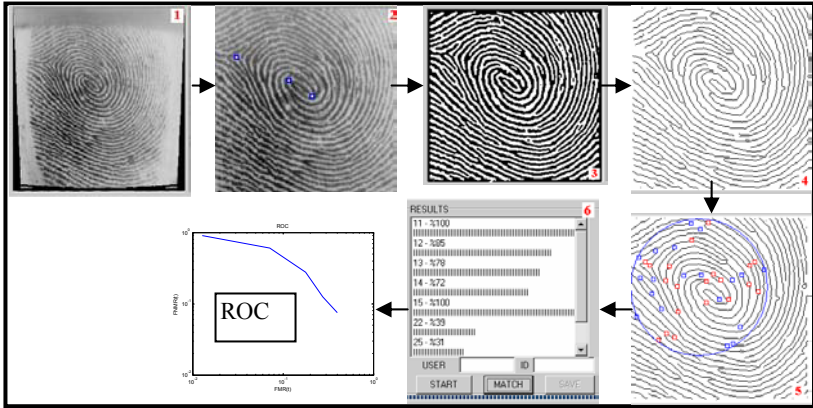 1
2
3
4
RESULTS
6
11 - %100
12 - %85
13 - %78
14 - %72
15 - %100
22 - %39
25 - %31
USER
ID
START MATCH SAVE
5
ROC
ROC
FNMR(t)
FMR(t)